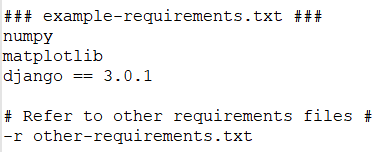 ### example-requirements.txt ###
numpy
matplotlib
django == 3.0.1
# Refer to other requirements files #
-r other-requirements.txt